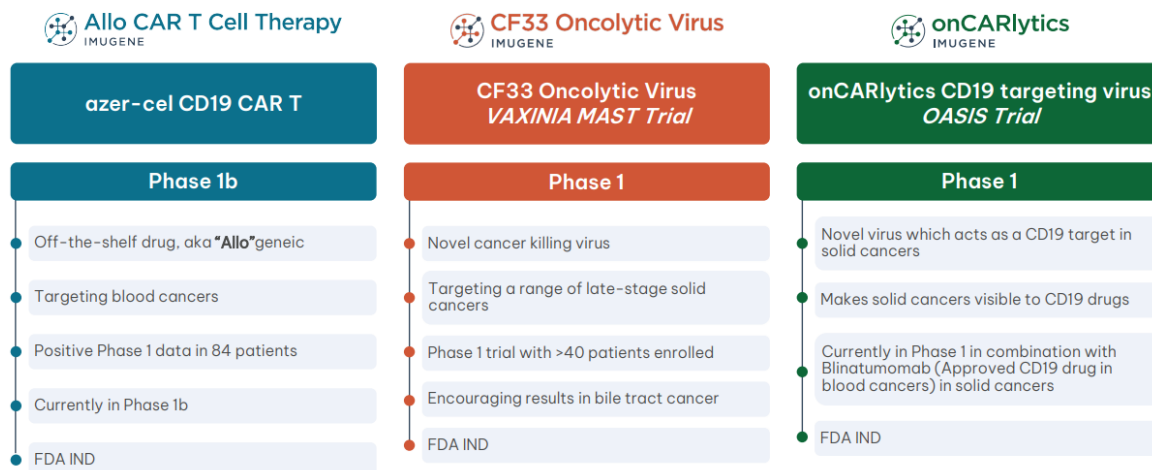 Allo CAR T Cell Therapy
IMUGENE
azer-cel CD19 CAR T
Phase 1b
Off-the-shelf drug, aka “Allo”geneic
Targeting blood cancers
Positive Phase 1 data in 84 patients
Currently in Phase 1b
FDA IND
CF33 Oncolytic Virus
IMUGENE
CF33 Oncolytic Virus
VAXINIA MAST Trial
Phase 1
Novel cancer killing virus
Targeting a range of late-stage solid
cancers
Phase 1 trial with >40 patients enrolled
Encouraging results in bile tract cancer
FDA IND
onCARlytics
IMUGENE
onCARlytics CD19 targeting virus
OASIS Trial
Phase 1
Novel virus which acts as a CD19 target in
solid cancers
Makes solid cancers visible to CD19 drugs
Currently in Phase 1 in combination with
Blinatumomab (Approved CD19 drug in
blood cancers) in solid cancers
FDA IND